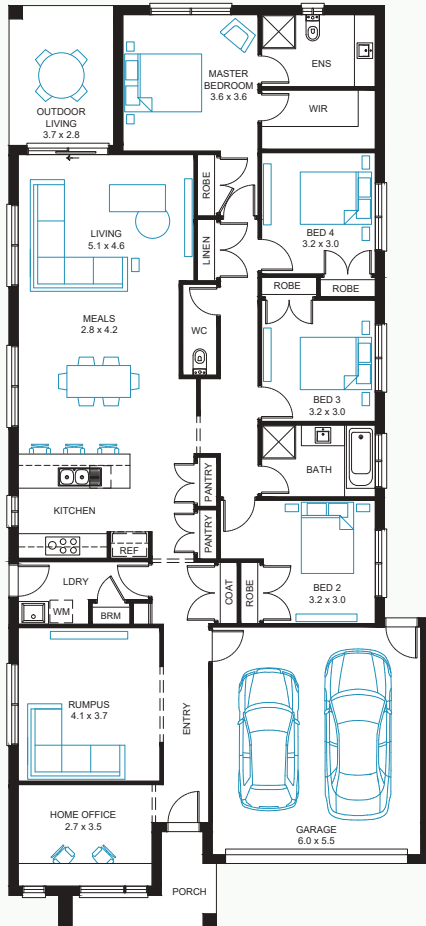 ENS
MASTER
BEDROOM
3.6 x 3.6
WIR
OUTDOOR
LIVING
3.7 x 2.8
ROBE
LIVING
5.1 x 4.6
BED 4
3.2 x 3.0
LINEN
ROBE
ROBE
MEALS
2.8 x 4.2
WC
BED 3
3.2 x 3.0
BATH
PANTRY
KITCHEN
PANTRY
REF
LDRY
WM
BRM
COAT
ROBE
BED 2
3.2 x 3.0
RUMPUS
4.1 x 3.7
ENTRY
HOME OFFICE
2.7 x 3.5
GARAGE
6.0 x 5.5
PORCH